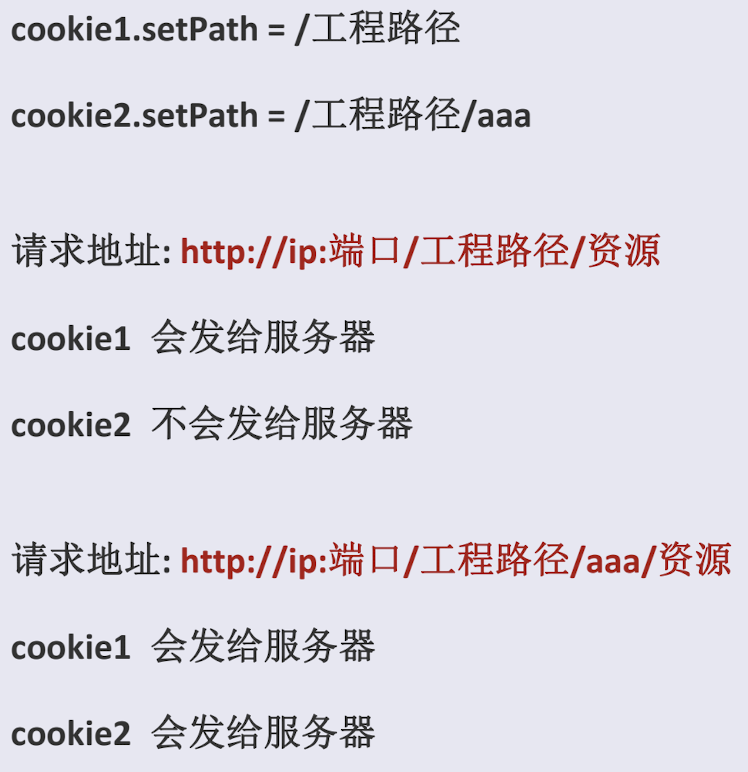 cookie1.setPath = /工程路径
cookie2.setPath = /工程路径/aaa
请求地址: http://ip:端口/工程路径/资源
cookie1 会发给服务器
cookie2 不会发给服务器
请求地址: http://ip:端口/工程路径/aaa/资源
cookie1 会发给服务器
cookie2 会发给服务器